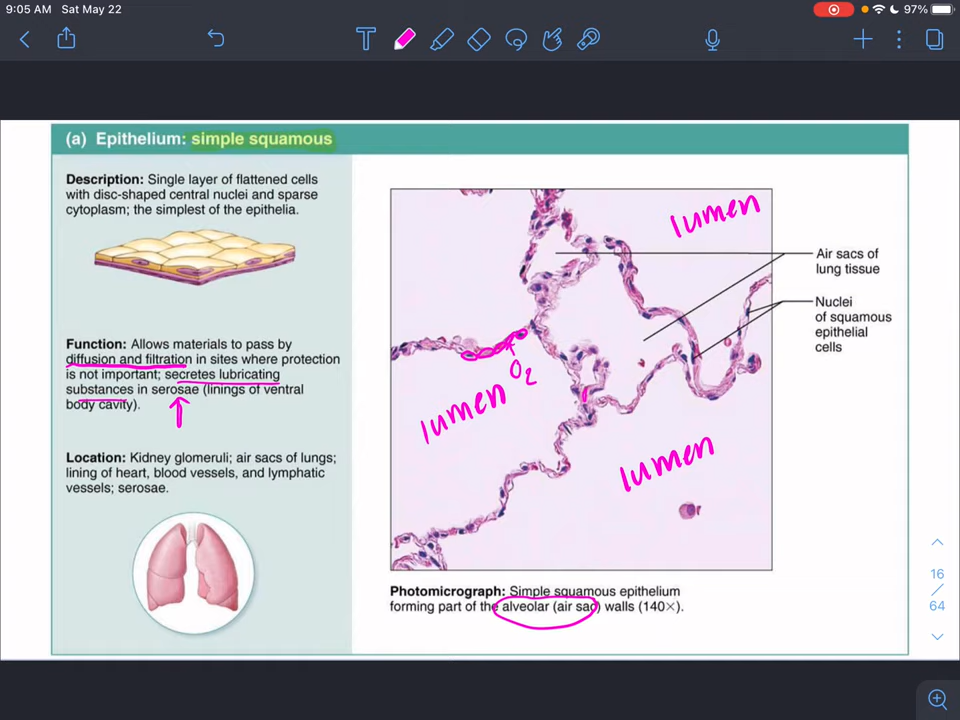 9:05 AM Sat May 22
97%
T
(a) Epithelium: simple squamous
Description: Single layer of flattened cells
with disc-shaped central nuclei and sparse
cytoplasm; the simplest of the epithelia.
Function: Allows materials to pass by
diffusion and filtration in sites where protection
is not important; secretes lubricating
substances in serosae (linings of ventral
body cavity).
Location: Kidney glomeruli; air sacs of lungs;
lining of heart, blood vessels, and lymphatic
vessels; serosae.
lumen
Air sacs of
lung tissue
Nuclei
of squamous
epithelial
cells
O2
lumen
lumen
Photomicrograph: Simple squamous epithelium
forming part of the alveolar (air sac) walls (140×).
16
/
64